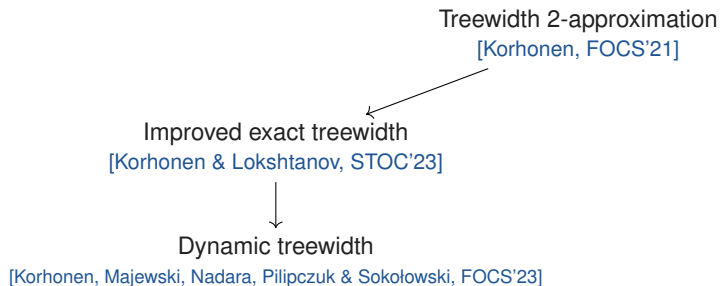 Treewidth 2-approximation
[Korhonen, FOCS'21]
Improved exact treewidth
[Korhonen & Lokshtanov, STOC'23]
Dynamic treewidth
[Korhonen, Majewski, Nadara, Pilipczuk & Sokołowski, FOCS'23]